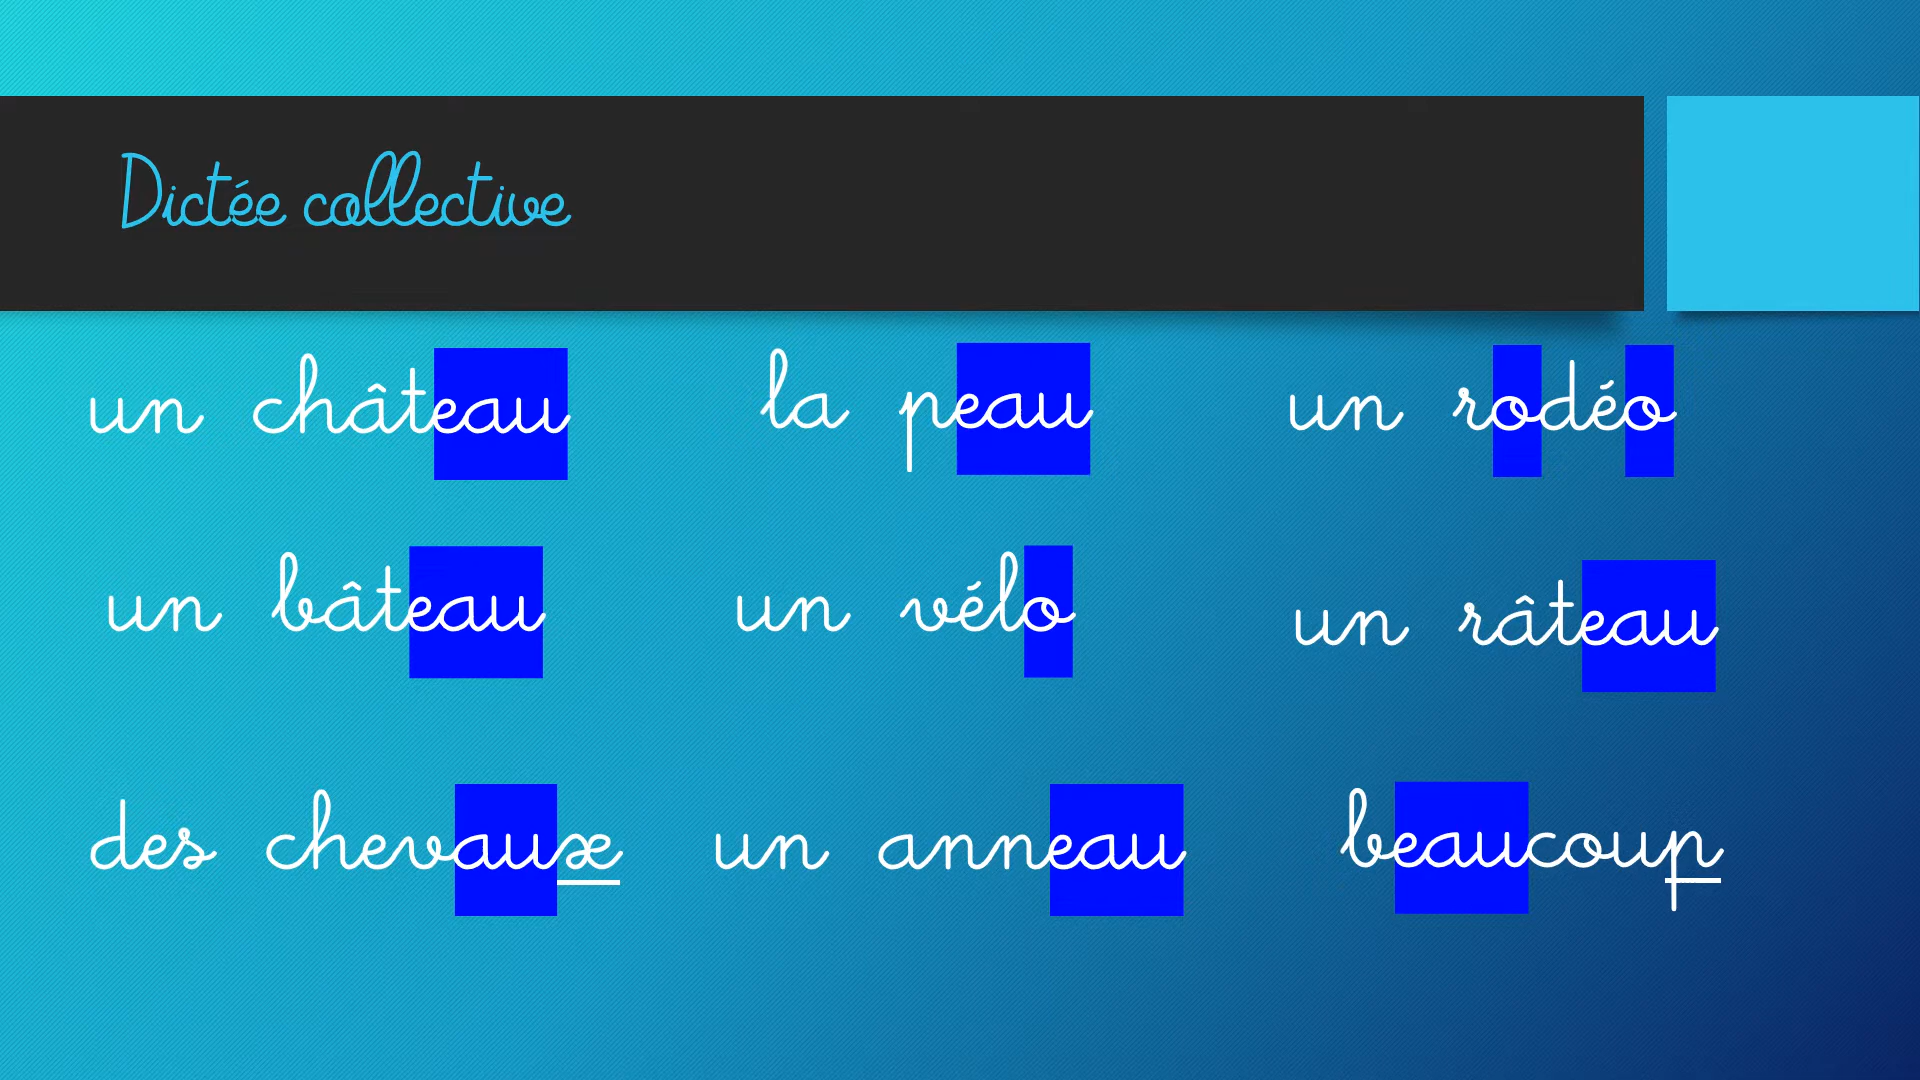 Dictée collective
un château la peau un rodéo
un bâteau un vélo un râteau
des chevaux un anneau beaucoup